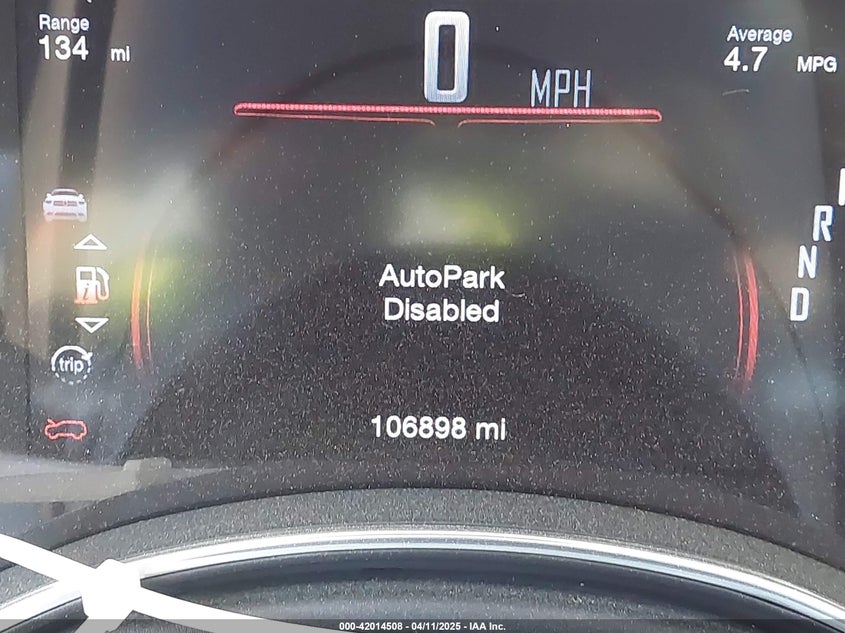 Range
134 mi
0 MPH
Average
4.7 MPG
R
N
D
AutoPark
Disabled
trip
106898 mi
000-42014508 - 04/11/2025 - IAA Inc.